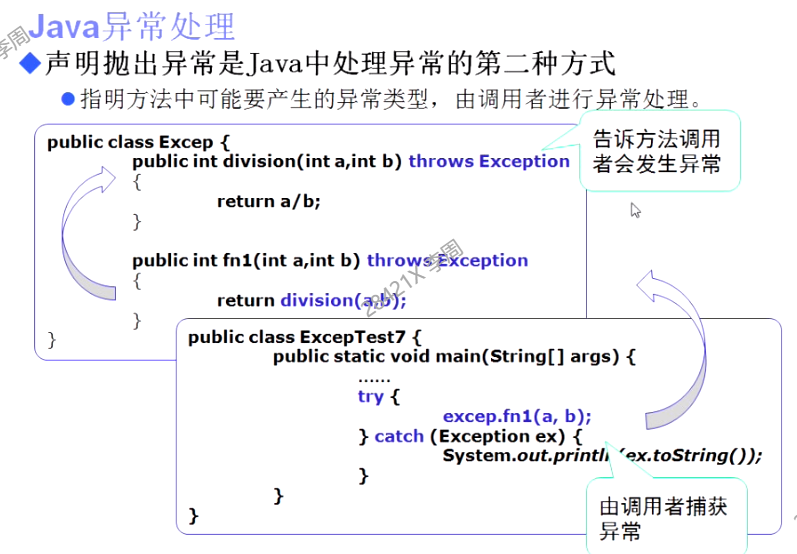 Java异常处理
李周
声明抛出异常是Java中处理异常的第二种方式
指明方法中可能要产生的异常类型，由调用者进行异常处理。
public class Excep {
public int division(int a,int b) throws Exception
{
return a/b;
}
public int fn1(int a,int b) throws Exception
{
return division(a,b);
}
}
告诉方法调用
者会发生异常
28421X 李周
public class ExcepTest7 {
public static void main(String[] args) {
......
try {
excep.fn1(a, b);
} catch (Exception ex) {
System.out.println(ex.toString());
}
}
}
由调用者捕获
异常